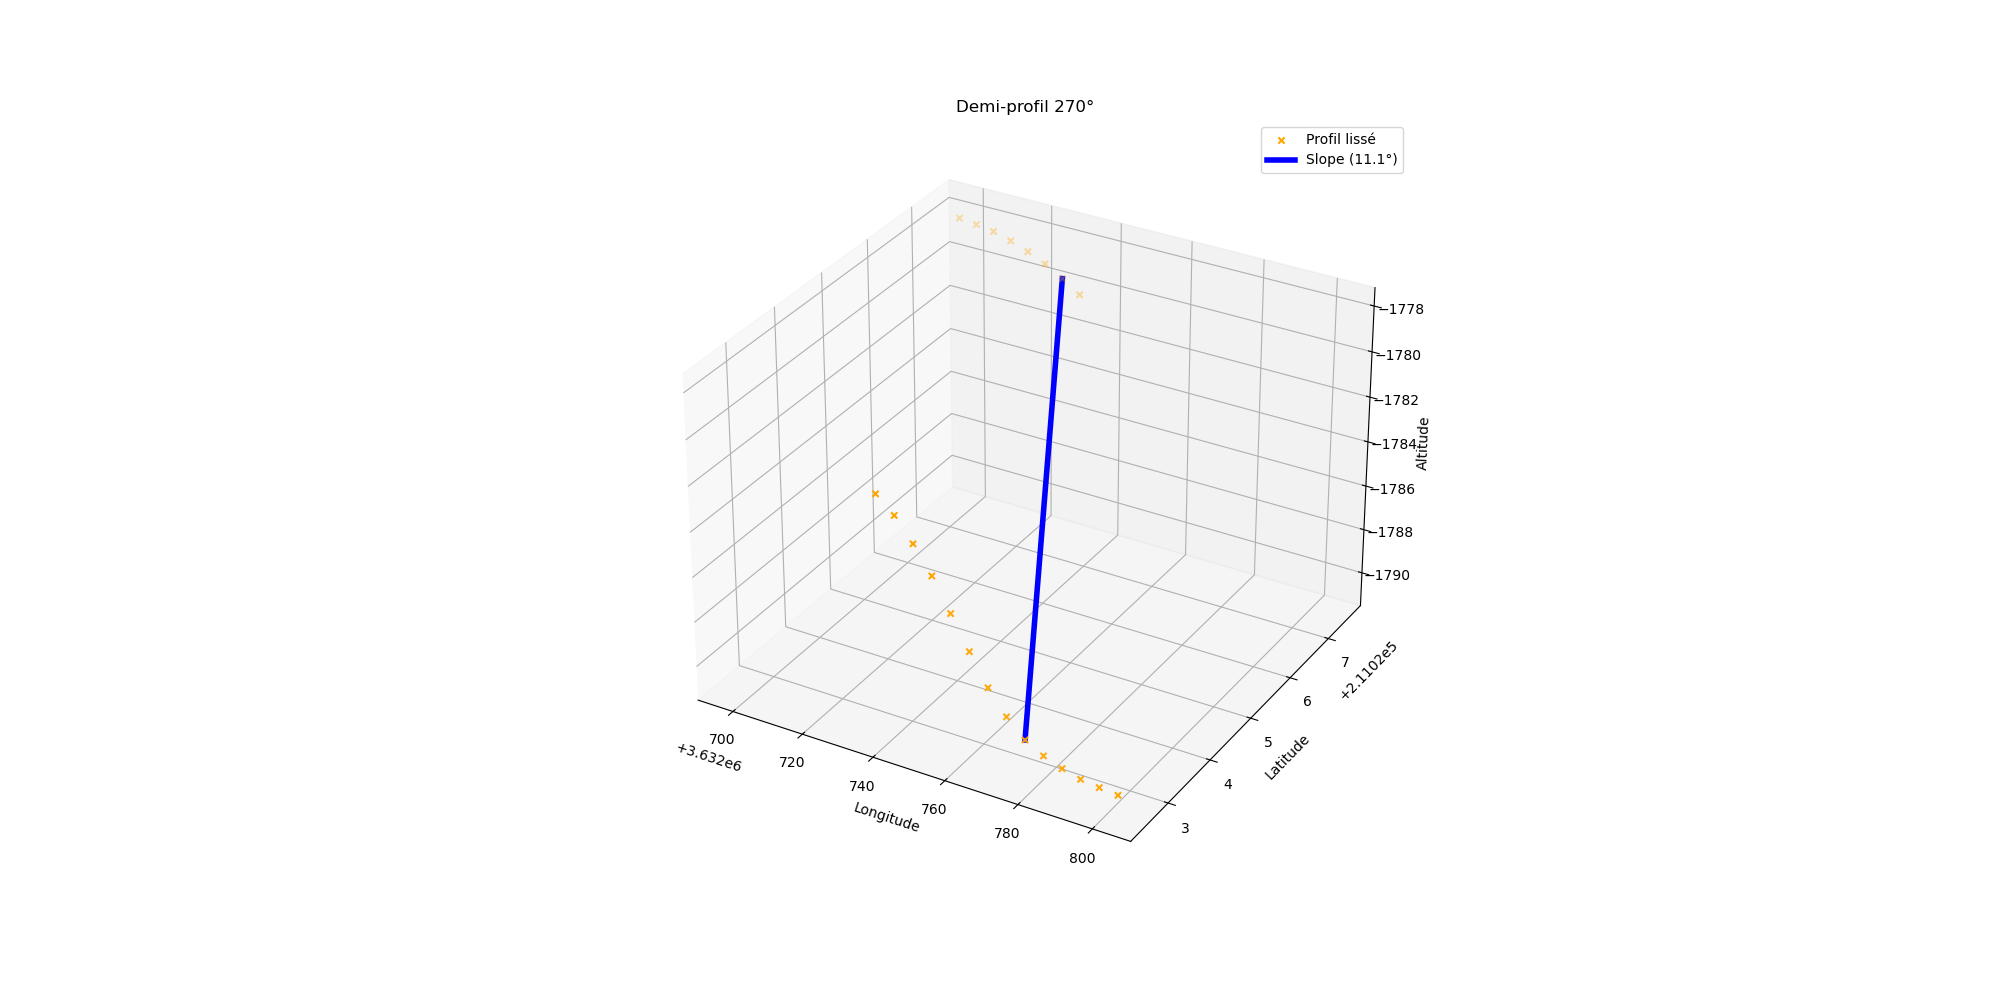 Demi-profil 270°
Profil lissé
Slope (11.1°)
−1778
−1780
−1782
−1784
−1786
−1788
−1790
Altitude
7
6
5
4
3
+2.1102e5
Latitude
700
720
740
760
780
800
+3.632e6
Longitude